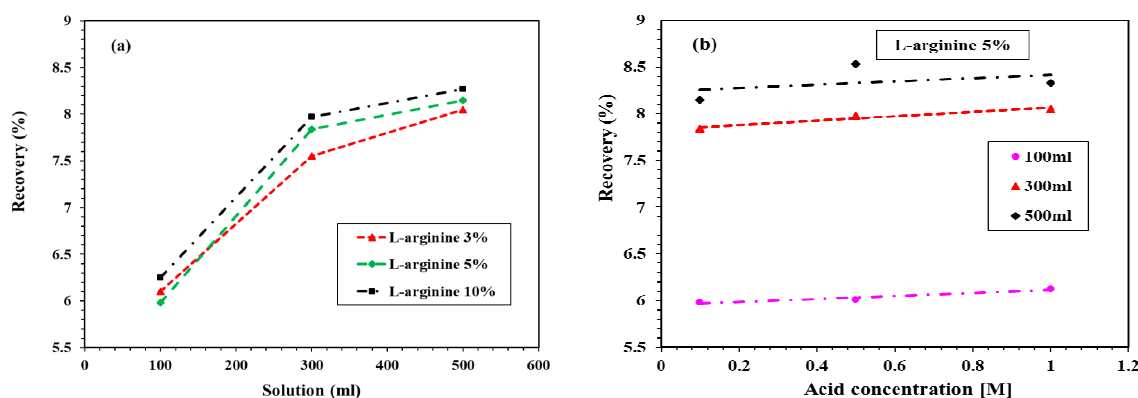 (a)
9
8.5
8
7.5
7
6.5
6
5.5
Recovery (%)
0 100 200 300 400 500 600
Solution (ml)
L-arginine 3%
L-arginine 5%
L-arginine 10%
(b)
L-arginine 5%
9
8.5
8
7.5
7
6.5
6
5.5
Recovery (%)
0 0.2 0.4 0.6 0.8 1 1.2
Acid concentration [M]
100ml
300ml
500ml